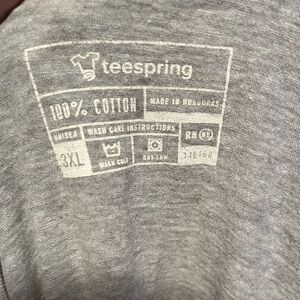 teespring
100% COTTON
MADE IN HONDURAS
UNISEX
WASH CARE INSTRUCTIONS
RN
3XL
WASH COLD
DRY LOW